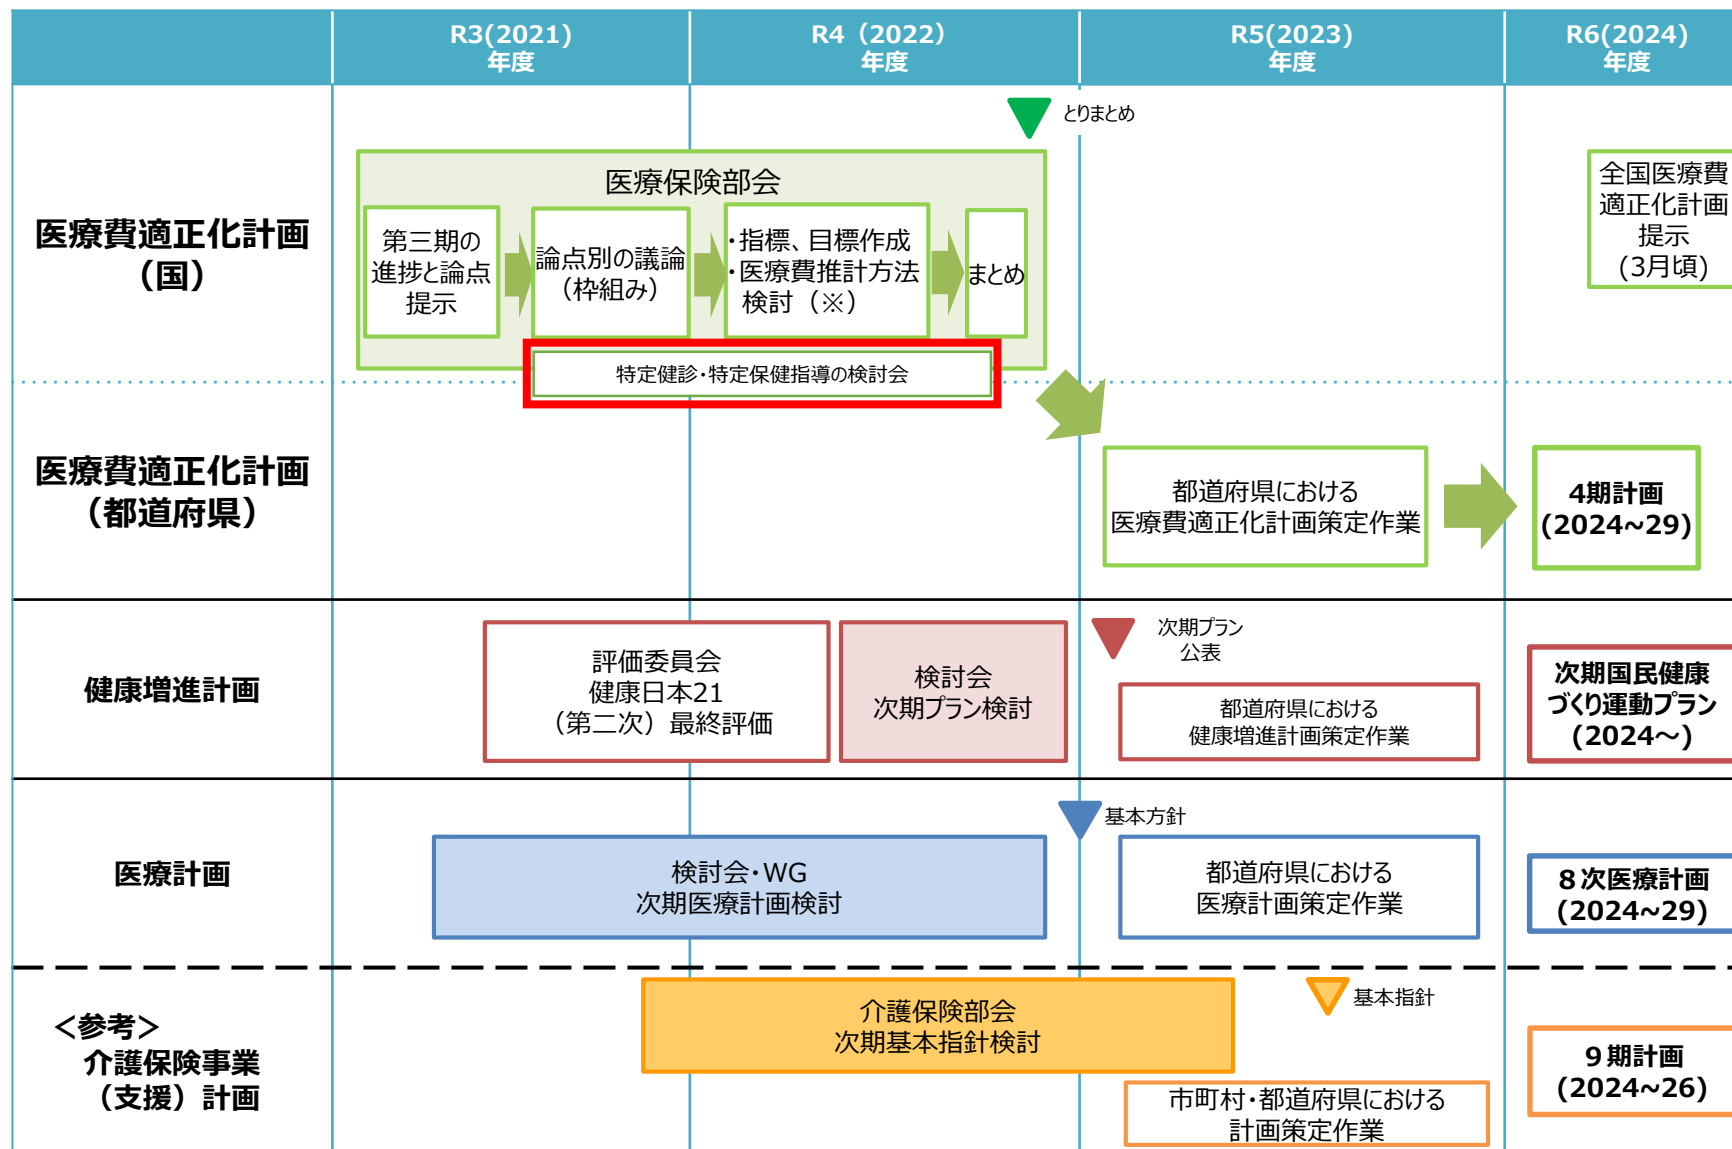 R3(2021)
年度
R4（2022）
年度
R5(2023)
年度
R6(2024)
年度
医療費適正化計画
（国）
とりまとめ
医療保険部会
第三期の
進捗と論点
提示
論点別の議論
（枠組み）
・指標、目標作成
・医療費推計方法
検討（※）
まとめ
特定健診・特定保健指導の検討会
全国医療費
適正化計画
提示
(3月頃)
医療費適正化計画
（都道府県）
都道府県における
医療費適正化計画策定作業
4期計画
(2024~29)
健康増進計画
評価委員会
健康日本21
（第二次）最終評価
検討会
次期プラン検討
次期プラン
公表
都道府県における
健康増進計画策定作業
次期国民健康
づくり運動プラン
(2024～)
医療計画
検討会・WG
次期医療計画検討
基本方針
都道府県における
医療計画策定作業
８次医療計画
(2024~29)
＜参考＞
介護保険事業
（支援）計画
介護保険部会
次期基本指針検討
基本指針
市町村・都道府県における
計画策定作業
９期計画
(2024~26)